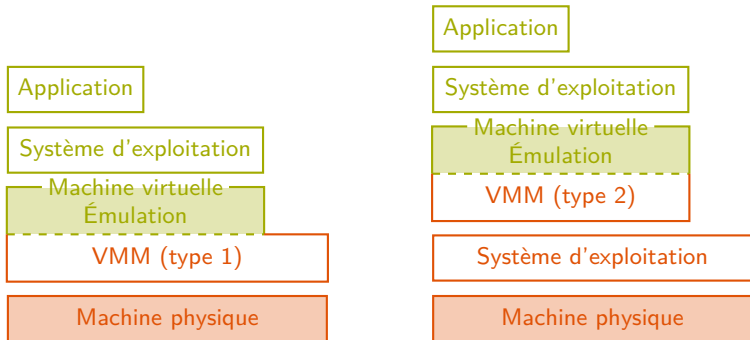 Application
Système d'exploitation
Machine virtuelle
Émulation
VMM (type 1)
Machine physique
Application
Système d'exploitation
Machine virtuelle
Émulation
VMM (type 2)
Système d'exploitation
Machine physique